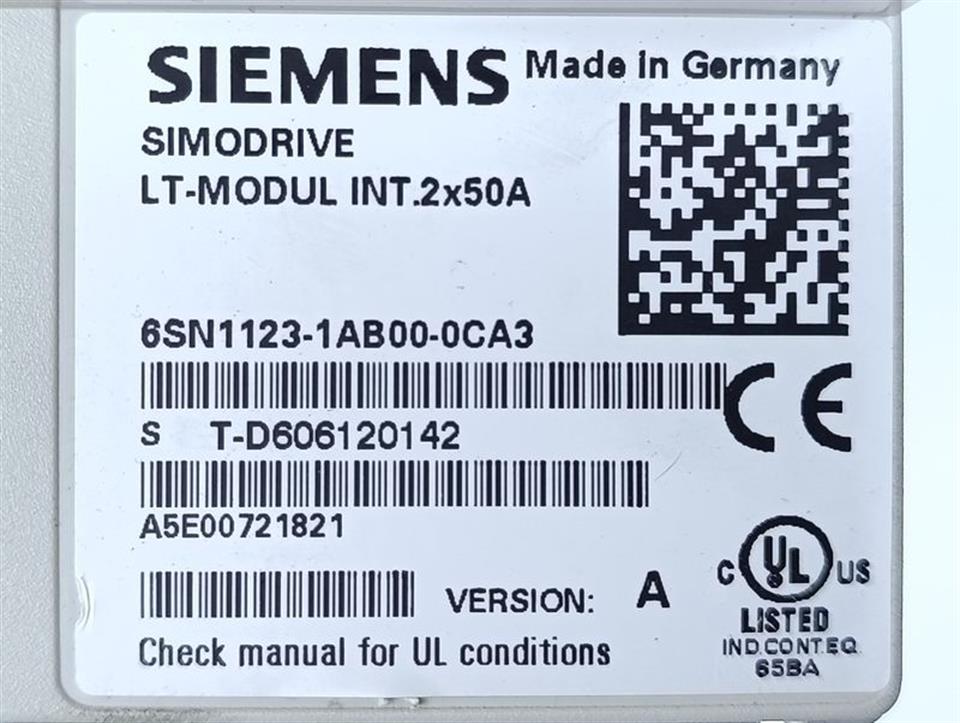 SIEMENS Made in Germany
SIMODRIVE
LT-MODUL INT.2x50A
6SN1123-1AB00-0CA3
CE
S T-D606120142
A5E00721821
VERSION: A
C UL US
LISTED
IND.CONT.EQ
65BA
Check manual for UL conditions